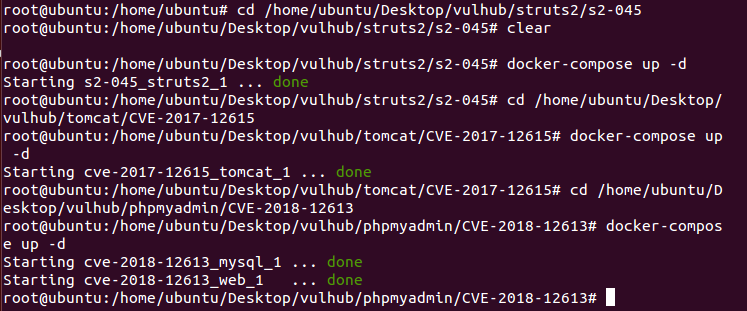 root@ubuntu:/home/ubuntu# cd /home/ubuntu/Desktop/vulhub/struts2/s2-045
root@ubuntu:/home/ubuntu/Desktop/vulhub/struts2/s2-045# clear
root@ubuntu:/home/ubuntu/Desktop/vulhub/struts2/s2-045# docker-compose up -d
Starting s2-045_struts2_1 ... done
root@ubuntu:/home/ubuntu/Desktop/vulhub/struts2/s2-045# cd /home/ubuntu/Desktop/
vulhub/tomcat/CVE-2017-12615
root@ubuntu:/home/ubuntu/Desktop/vulhub/tomcat/CVE-2017-12615# docker-compose up
 -d
Starting cve-2017-12615_tomcat_1 ... done
root@ubuntu:/home/ubuntu/Desktop/vulhub/tomcat/CVE-2017-12615# cd /home/ubuntu/D
esktop/vulhub/phpmyadmin/CVE-2018-12613
root@ubuntu:/home/ubuntu/Desktop/vulhub/phpmyadmin/CVE-2018-12613# docker-compos
e up -d
Starting cve-2018-12613_mysql_1 ... done
Starting cve-2018-12613_web_1   ... done
root@ubuntu:/home/ubuntu/Desktop/vulhub/phpmyadmin/CVE-2018-12613#